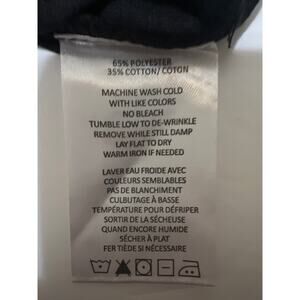 65% POLYESTER
35% COTTON/ COTON
MACHINE WASH COLD
WITH LIKE COLORS
NO BLEACH
TUMBLE LOW TO DE-WRINKLE
REMOVE WHILE STILL DAMP
LAY FLAT TO DRY
WARM IRON IF NEEDED
LAVER EAU FROIDE AVEC
COULEURS SEMBLABLES
PAS DE BLANCHIMENT
CULBUTAGE À BASSE
TEMPÉRATURE POUR DÉFRIPER
SORTIR DE LA SÉCHEUSE
QUAND ENCORE HUMIDE
SÉCHER À PLAT
FER TIÈDE SI NÉCESSAIRE